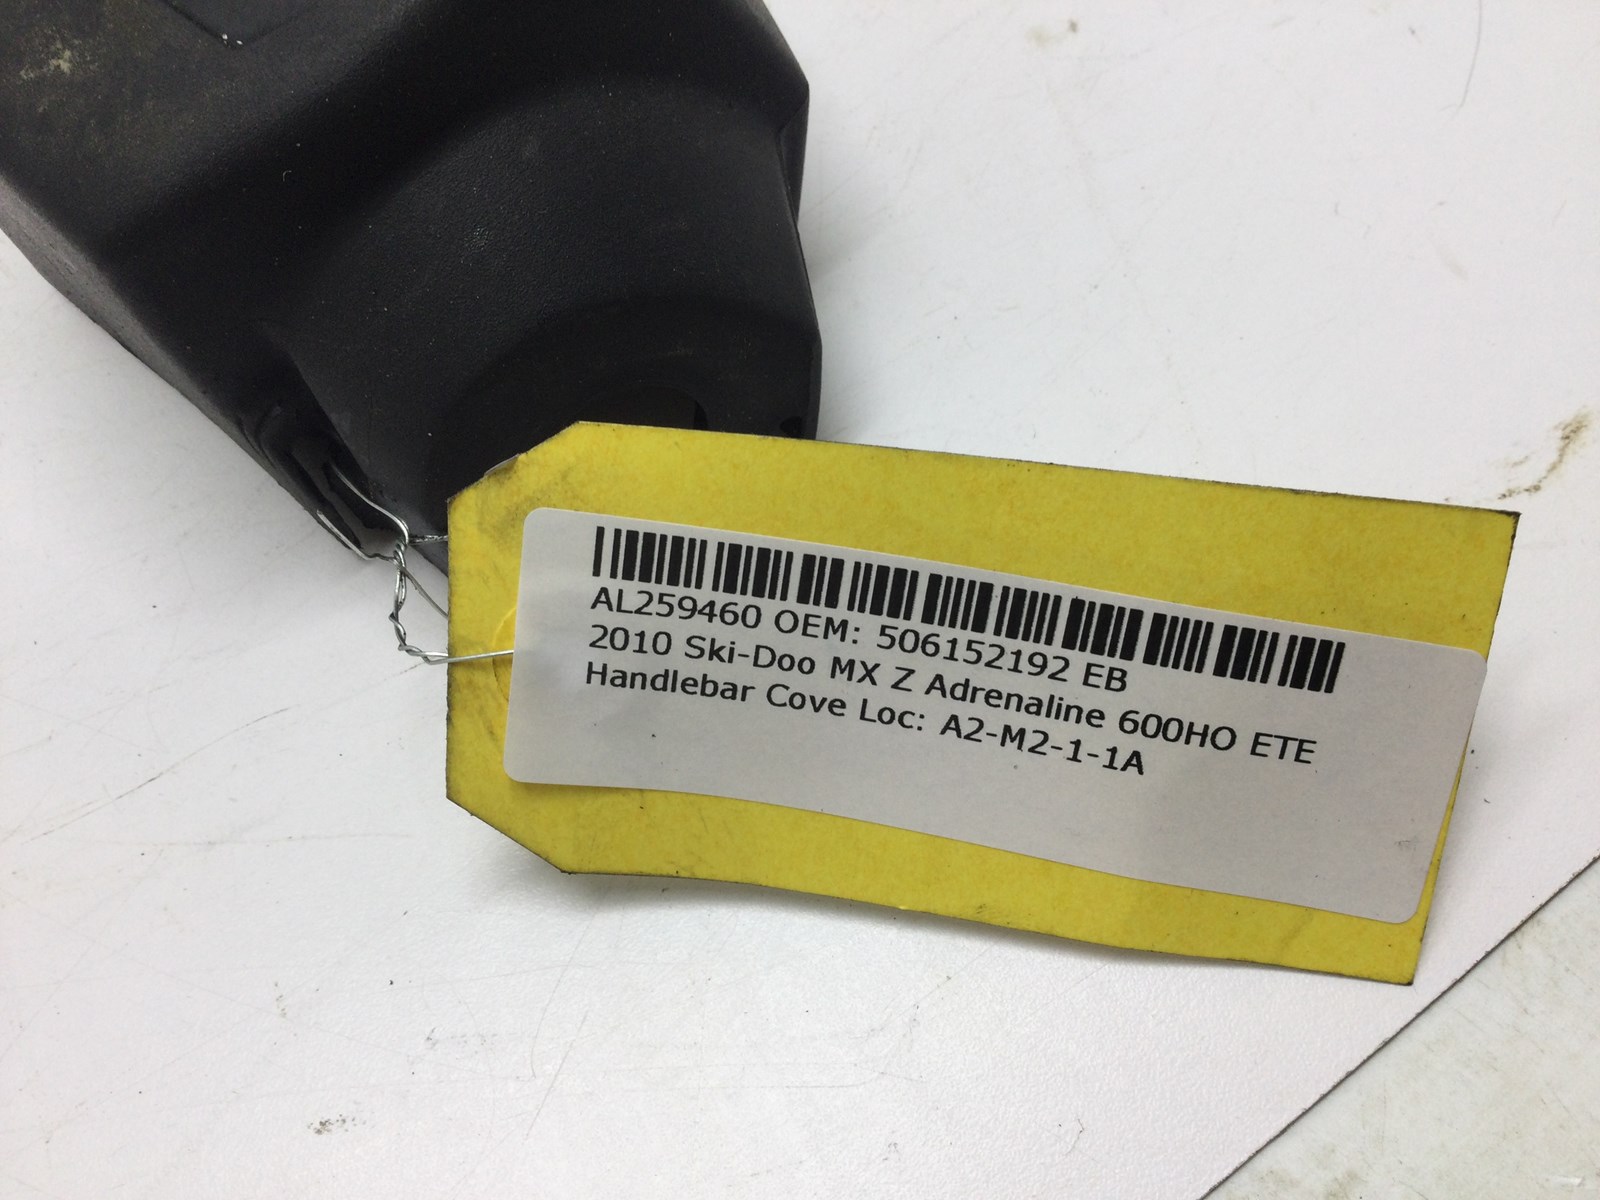 AL259460 OEM: 506152192 EB
2010 Ski-Doo MX Z Adrenaline 600HO ETE
Handlebar Cove Loc: A2-M2-1-1A